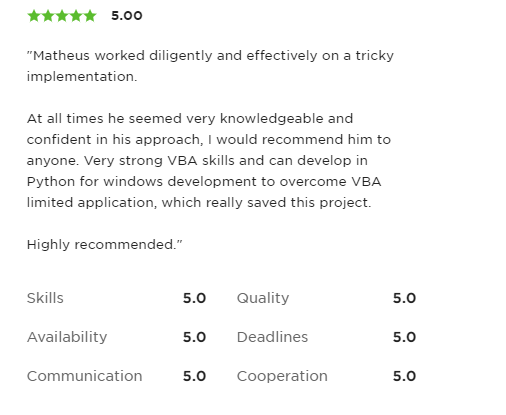 5.00
"Matheus worked diligently and effectively on a tricky
implementation.
At all times he seemed very knowledgeable and
confident in his approach, I would recommend him to
anyone. Very strong VBA skills and can develop in
Python for windows development to overcome VBA
limited application, which really saved this project.
Highly recommended."
Skills 5.0 Quality 5.0
Availability 5.0 Deadlines 5.0
Communication 5.0 Cooperation 5.0